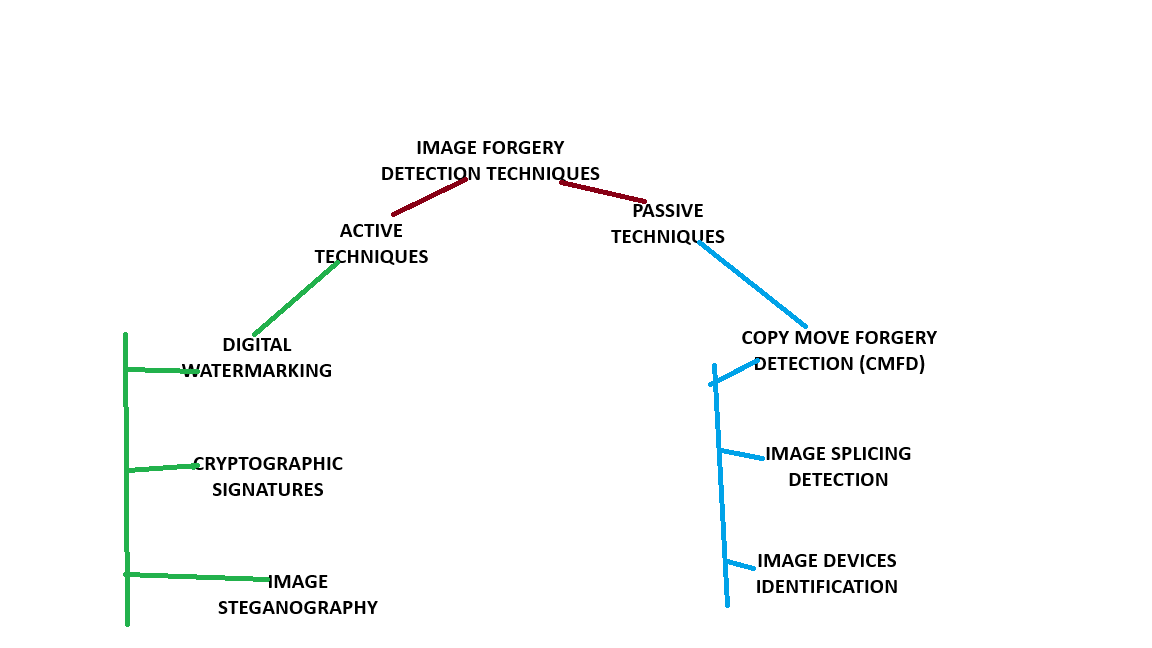 IMAGE FORGERY
DETECTION TECHNIQUES
ACTIVE
TECHNIQUES
PASSIVE
TECHNIQUES
DIGITAL
WATERMARKING
CRYPTOGRAPHIC
SIGNATURES
IMAGE
STEGANOGRAPHY
COPY MOVE FORGERY
DETECTION (CMFD)
IMAGE SPLICING
DETECTION
IMAGE DEVICES
IDENTIFICATION